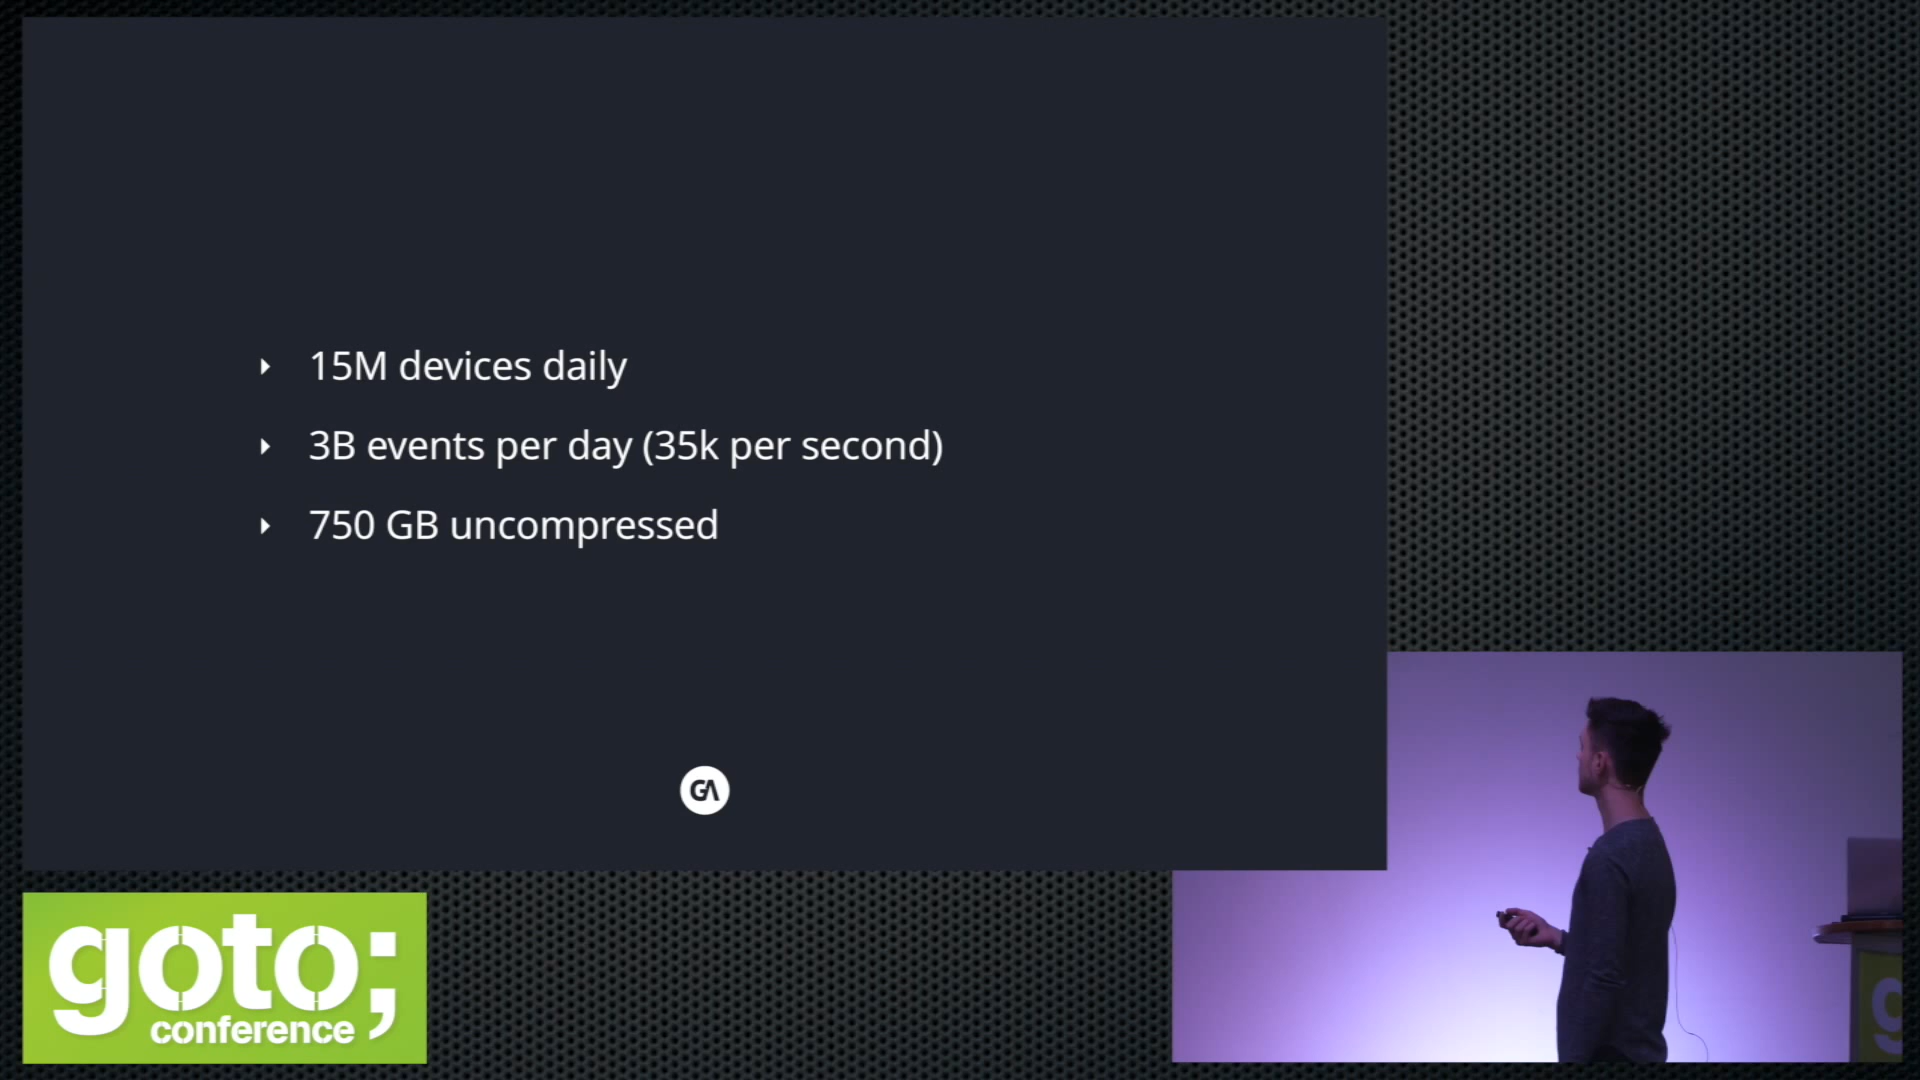 15M devices daily
3B events per day (35k per second)
750 GB uncompressed
GA
goto;
conference
g